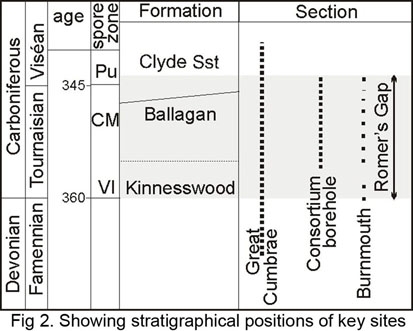 age
spore
zone
Formation
Section
Carboniferous
Viséan
Tournaisian
Devonian
Famennian
345
360
Pu
CM
VI
Clyde Sst
Ballagan
Kinnesswood
Great
Cumbrae
Consortium
borehole
Burnmouth
Romer's Gap
Fig 2. Showing stratigraphical positions of key sites